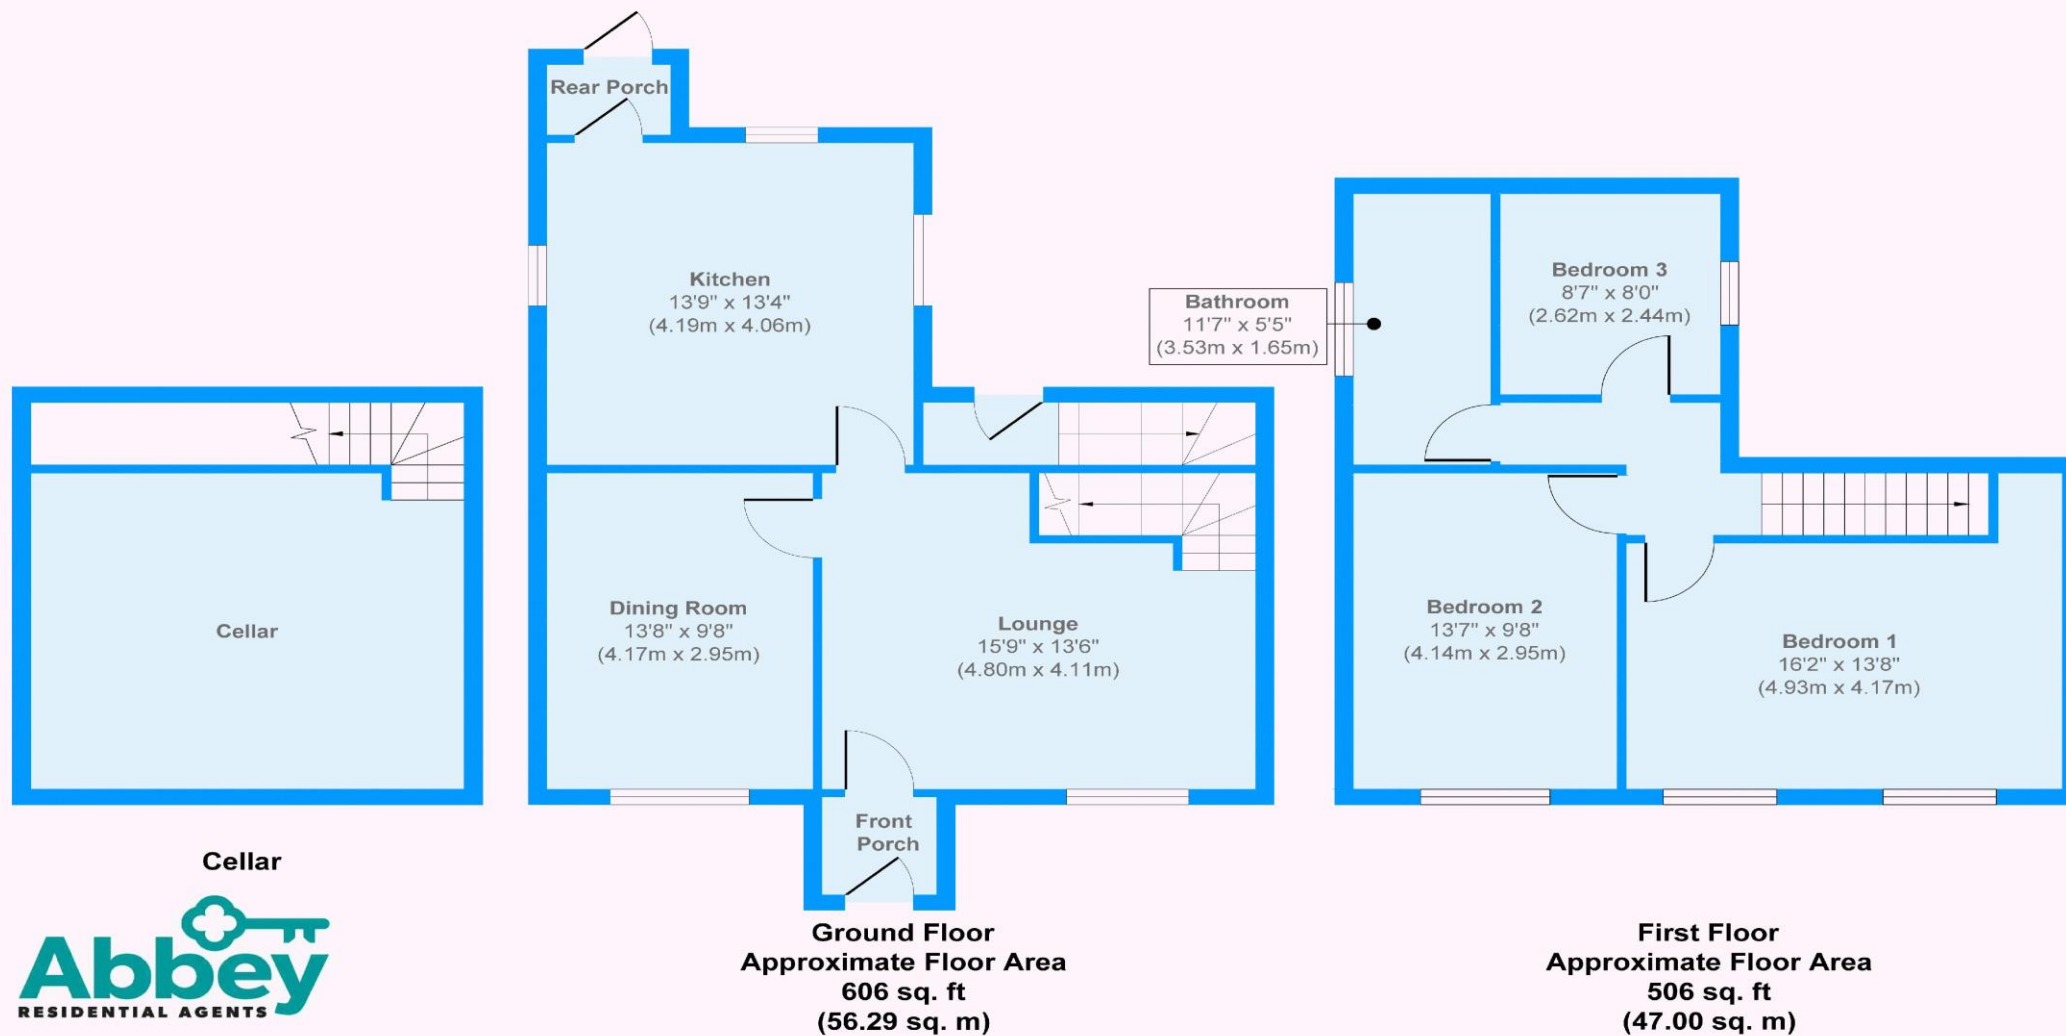 Rear Porch
Kitchen
13'9" x 13'4"
(4.19m x 4.06m)
Dining Room
13'8" x 9'8"
(4.17m x 2.95m)
Lounge
15'9" x 13'6"
(4.80m x 4.11m)
Front
Porch
Bathroom
11'7" x 5'5"
(3.53m x 1.65m)
Bedroom 3
8'7" x 8'0"
(2.62m x 2.44m)
Bedroom 2
13'7" x 9'8"
(4.14m x 2.95m)
Bedroom 1
16'2" x 13'8"
(4.93m x 4.17m)
Cellar
Cellar
Abbey
RESIDENTIAL AGENTS
Ground Floor
Approximate Floor Area
606 sq. ft
(56.29 sq. m)
First Floor
Approximate Floor Area
506 sq. ft
(47.00 sq. m)